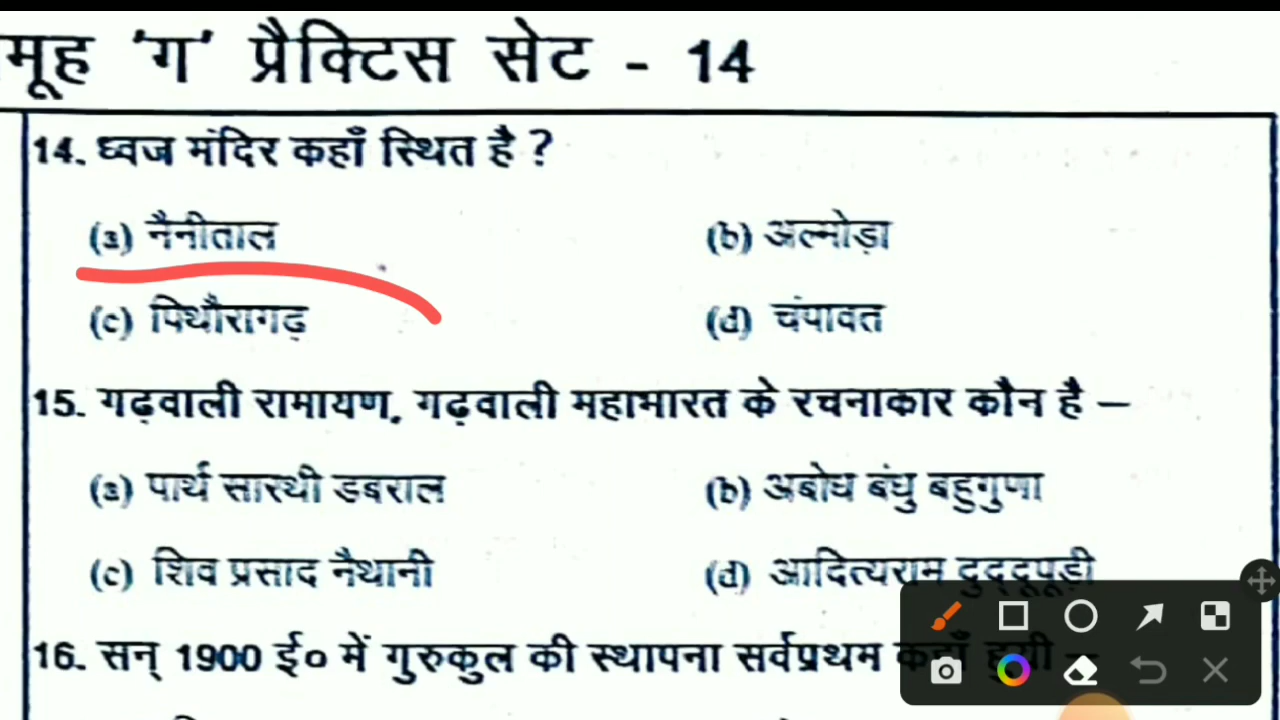 मूह 'ग' प्रैक्टिस सेट - 14
14. ध्वज मंदिर कहाँ स्थित है ?
(a) नैनीताल (b) अल्मोड़ा
(c) पिथौरागढ़ (d) चंपावत
15. गढ़वाली रामायण, गढ़वाली महाभारत के रचनाकार कौन है –
(a) पार्थ सारथी डबराल (b) अबोध बंधु बहुगुणा
(c) शिव प्रसाद नैथानी (d) आदित्यराम दुद्दूपूड़ी
16. सन् 1900 ई० में गुरुकुल की स्थापना सर्वप्रथम कहाँ हुयी –